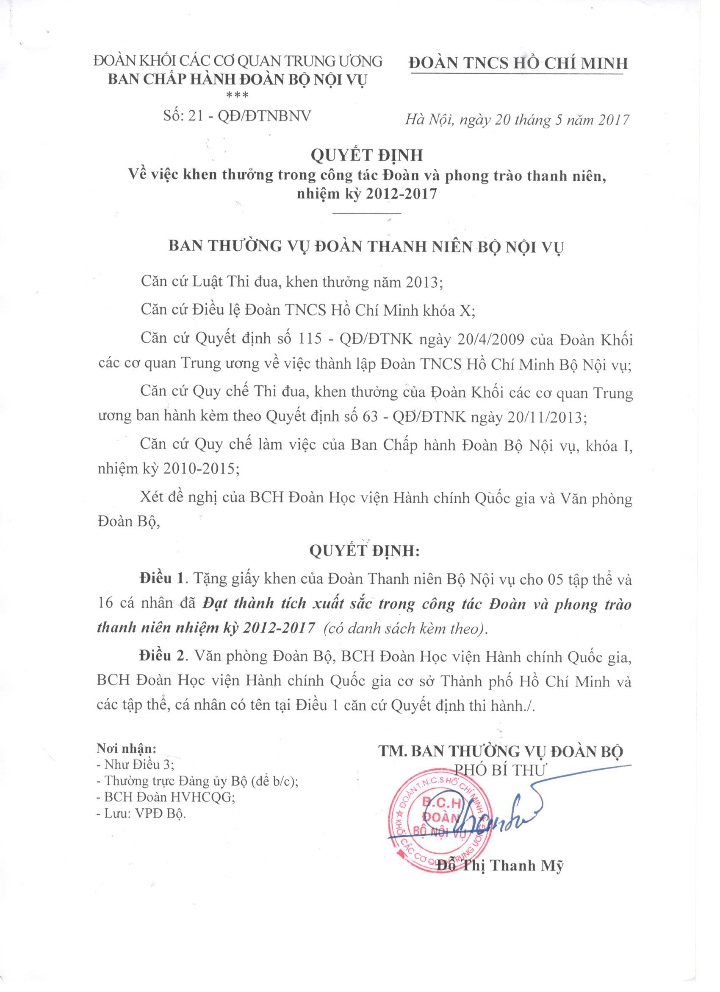 ĐOÀN KHỐI CÁC CƠ QUAN TRUNG ƯƠNG
BAN CHẤP HÀNH ĐOÀN BỘ NỘI VỤ
***
Số: 21 - QĐ/ĐTNBNV
ĐOÀN TNCS HỒ CHÍ MINH
Hà Nội, ngày 20 tháng 5 năm 2017
QUYẾT ĐỊNH
Về việc khen thưởng trong công tác Đoàn và phong trào thanh niên,
nhiệm kỳ 2012-2017
BAN THƯỜNG VỤ ĐOÀN THANH NIÊN BỘ NỘI VỤ
Căn cứ Luật Thi đua, khen thưởng năm 2013;
Căn cứ Điều lệ Đoàn TNCS Hồ Chí Minh khóa X;
Căn cứ Quyết định số 115 - QĐ/ĐTNK ngày 20/4/2009 của Đoàn Khối
các cơ quan Trung ương về việc thành lập Đoàn TNCS Hồ Chí Minh Bộ Nội vụ;
Căn cứ Quy chế Thi đua, khen thưởng của Đoàn Khối các cơ quan Trung
ương ban hành kèm theo Quyết định số 63 - QĐ/ĐTNK ngày 20/11/2013;
Căn cứ Quy chế làm việc của Ban Chấp hành Đoàn Bộ Nội vụ, khóa I,
nhiệm kỳ 2010-2015;
Xét đề nghị của BCH Đoàn Học viện Hành chính Quốc gia và Văn phòng
Đoàn Bộ,
QUYẾT ĐỊNH:
Điều 1. Tặng giấy khen của Đoàn Thanh niên Bộ Nội vụ cho 05 tập thể và
16 cá nhân đã Đạt thành tích xuất sắc trong công tác Đoàn và phong trào
thanh niên nhiệm kỳ 2012-2017 (có danh sách kèm theo).
Điều 2. Văn phòng Đoàn Bộ, BCH Đoàn Học viện Hành chính Quốc gia,
BCH Đoàn Học viện Hành chính Quốc gia cơ sở Thành phố Hồ Chí Minh và
các tập thể, cá nhân có tên tại Điều 1 căn cứ Quyết định thi hành./.
Nơi nhận:
- Như Điều 3;
- Thường trực Đảng ủy Bộ (để b/c);
- BCH Đoàn HVHCQG;
- Lưu: VPĐ Bộ.
TM. BAN THƯỜNG VỤ ĐOÀN BỘ
PHÓ BÍ THƯ
ĐOÀN T.N.C.S HỒ CHÍ MINH
B.C.H
ĐOÀN
BỘ NỘI VỤ
KHỐI CÁC CƠ QUAN TRUNG ƯƠNG
Đỗ Thị Thanh Mỹ